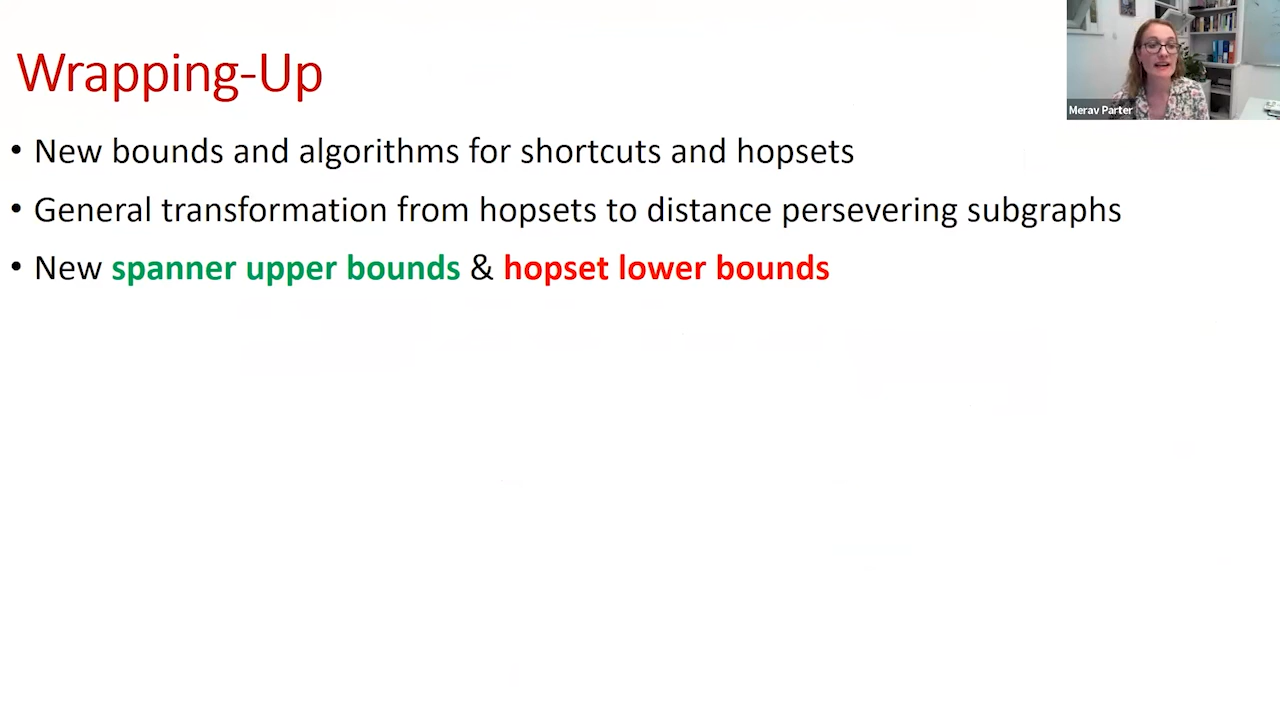 Wrapping-Up
Merav Parter
• New bounds and algorithms for shortcuts and hopsets
• General transformation from hopsets to distance persevering subgraphs
• New spanner upper bounds & hopset lower bounds